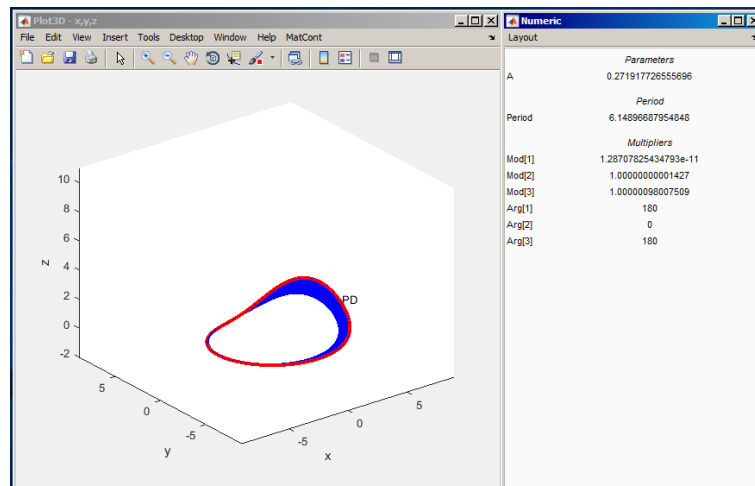 Plot3D - x,y,z
File Edit View Insert Tools Desktop Window Help MatCont
10
8
6
4
2
0
-2
z
5
0
-5
y
-5
0
5
x
PD
Numeric
Layout
Parameters
A 0.271917726555696
Period
Period 6.14896687954848
Multipliers
Mod[1] 1.28707825434793e-11
Mod[2] 1.00000000001427
Mod[3] 1.00000098007509
Arg[1] 180
Arg[2] 0
Arg[3] 180